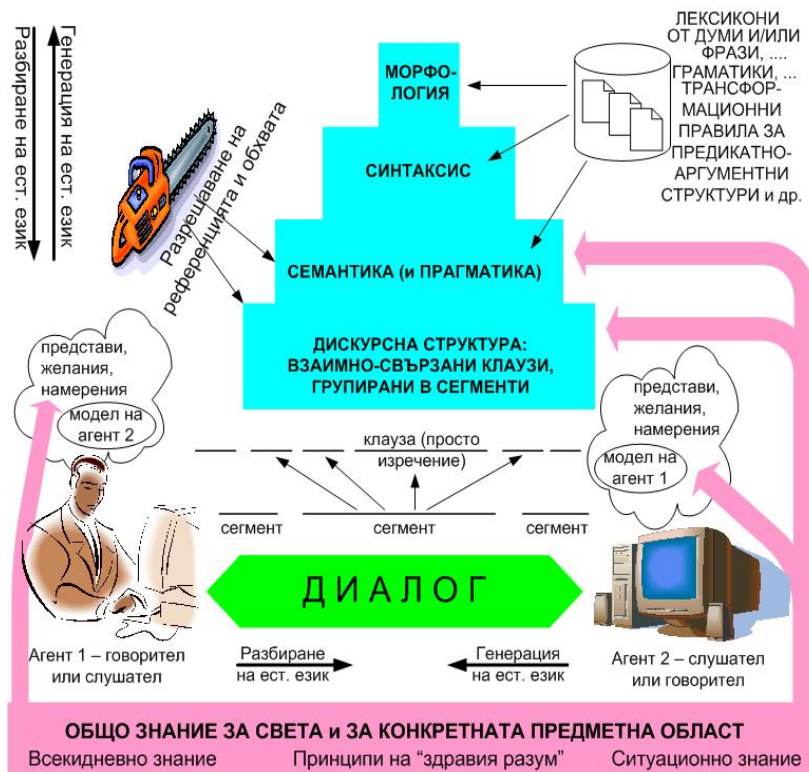 Разбиране на ест. език
Генерация на ест. език
ЛЕКСИКОНИ
ОТ ДУМИ И/ИЛИ
ФРАЗИ, ....
ГРАМАТИКИ, ...
ТРАНСФОР-
МАЦИОННИ
ПРАВИЛА ЗА
ПРЕДИКАТНО-
АРГУМЕНТНИ
СТРУКТУРИ и др.
МОРФО-
ЛОГИЯ
СИНТАКСИС
Разрешаване на
референцията и обхвата
СЕМАНТИКА (и ПРАГМАТИКА)
ДИСКУРСНА СТРУКТУРА:
ВЗАИМНО-СВЪРЗАНИ КЛАУЗИ,
ГРУПИРАНИ В СЕГМЕНТИ
представи,
желания,
намерения
модел на
агент 2
представи,
желания,
намерения
модел на
агент 1
клауза (просто
изречение)
сегмент
сегмент
сегмент
ДИАЛОГ
Агент 1 – говорител
или слушател
Разбиране
на ест. език
Генерация
на ест. език
Агент 2 – слушател
или говорител
ОБЩО ЗНАНИЕ ЗА СВЕТА и ЗА КОНКРЕТНАТА ПРЕДМЕТНА ОБЛАСТ
Всекидневно знание Принципи на “здравия разум” Ситуационно знание